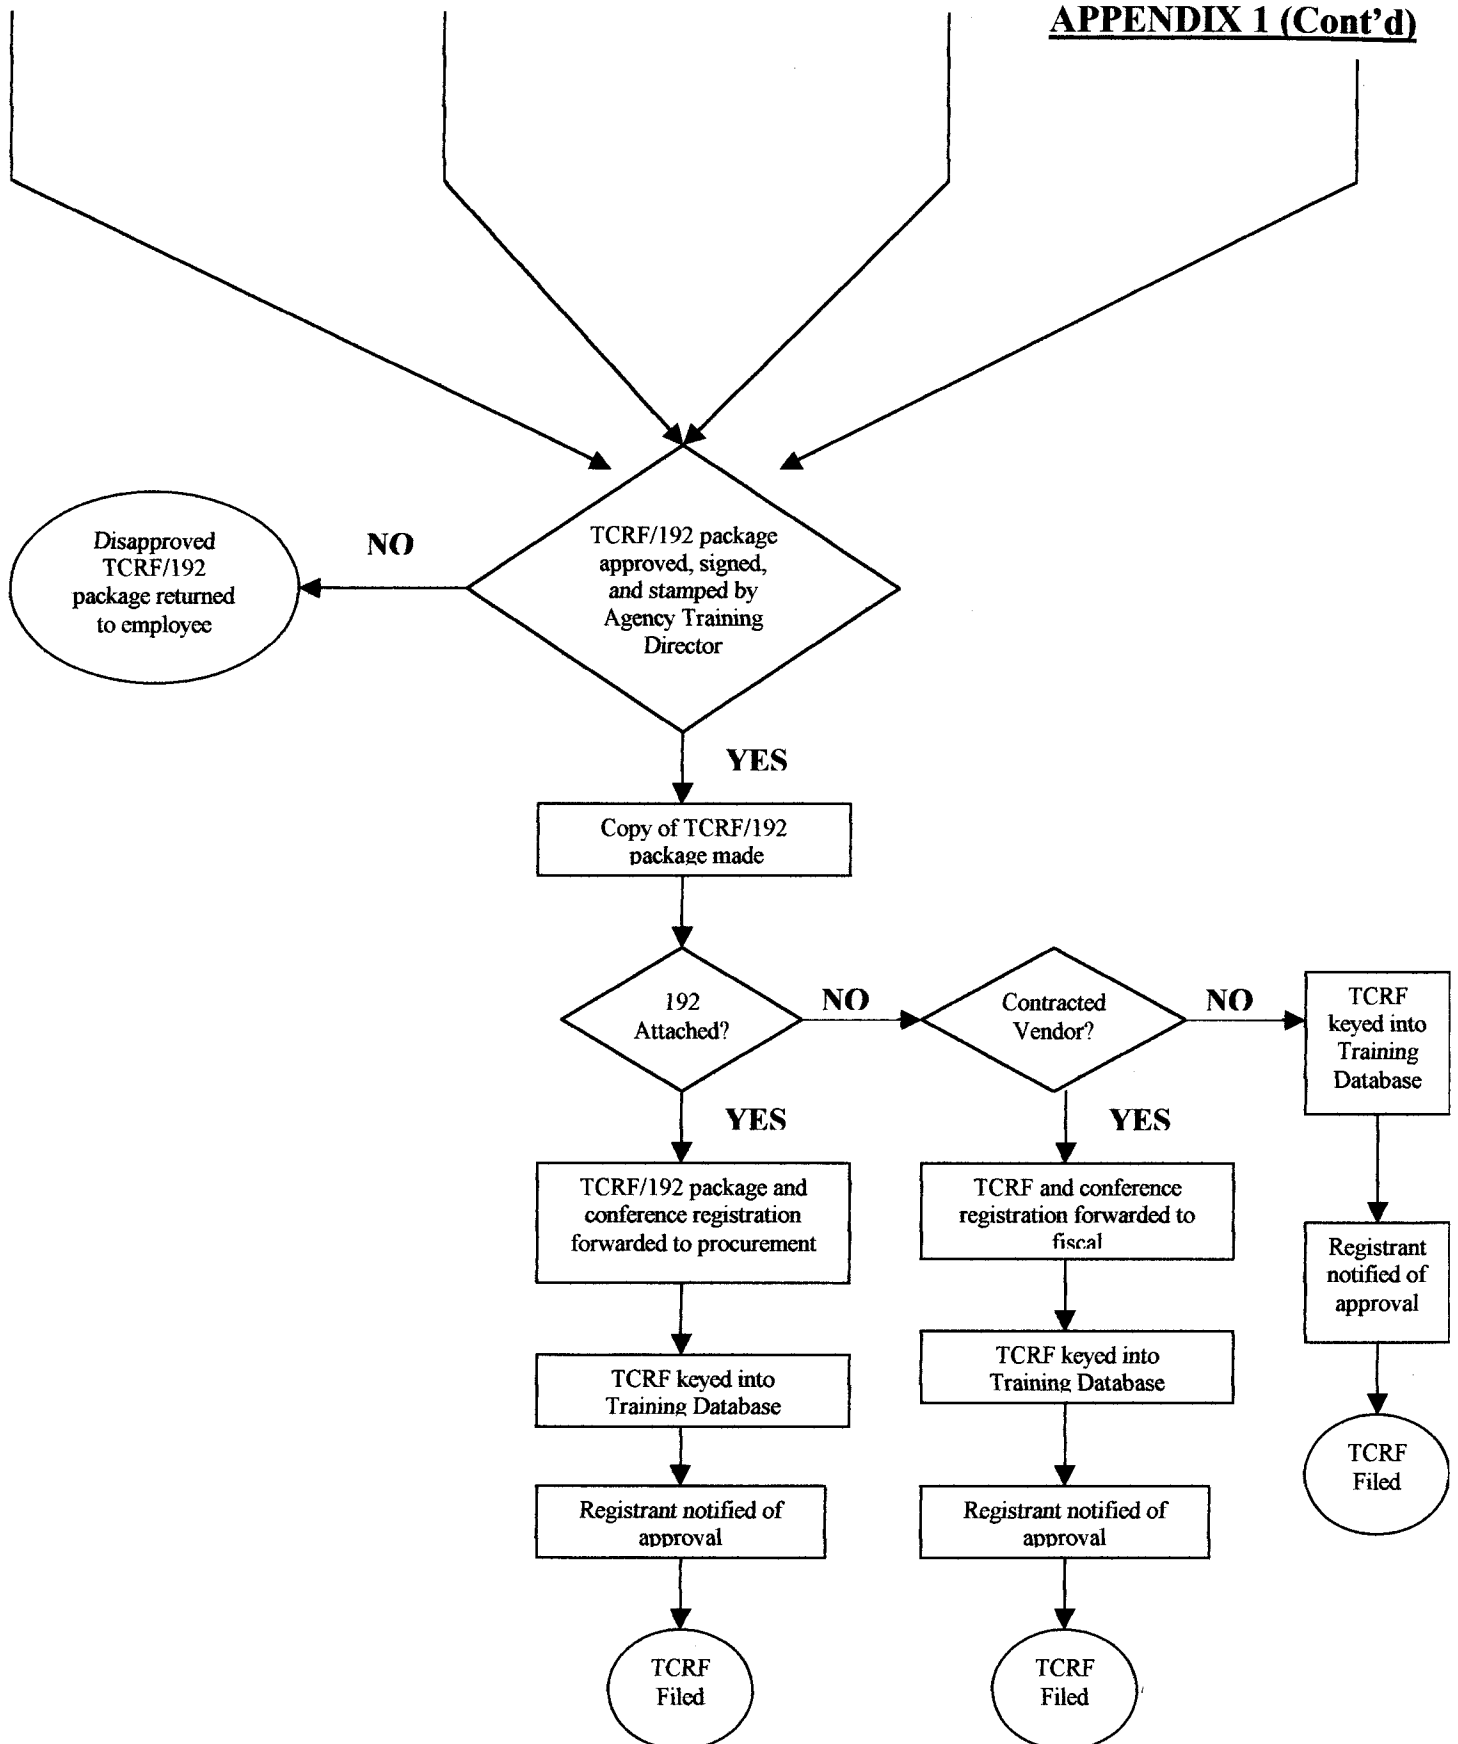 APPENDIX 1 (Cont'd)
Disapproved
TCRF/192
package returned
to employee
NO
TCRF/192 package
approved, signed,
and stamped by
Agency Training
Director
YES
Copy of TCRF/192
package made
192
Attached?
NO
Contracted
Vendor?
NO
TCRF
keyed into
Training
Database
YES
YES
TCRF/192 package and
conference registration
forwarded to procurement
TCRF and conference
registration forwarded to
fiscal
Registrant
notified of
approval
TCRF keyed into
Training Database
TCRF keyed into
Training Database
TCRF
Filed
Registrant notified of
approval
Registrant notified of
approval
TCRF
Filed
TCRF
Filed